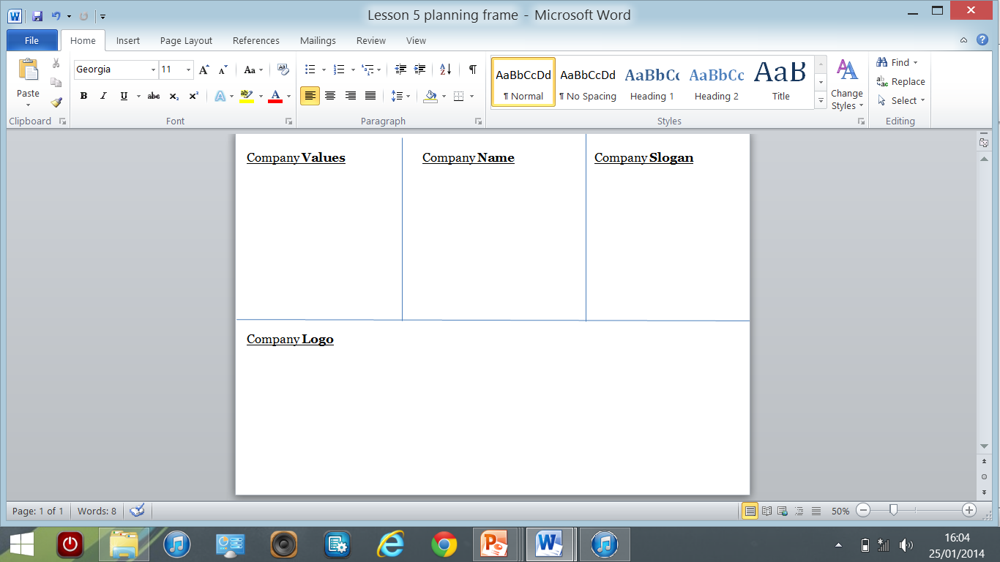 Lesson 5 planning frame - Microsoft Word
File Home Insert Page Layout References Mailings Review View
Paste
Clipboard
Georgia 11
Font
Paragraph
AaBbCcDd AaBbCcDd AaBbCc AaBbCc AaB
¶ Normal ¶ No Spacing Heading 1 Heading 2 Title
Styles
Change
Styles
Find
Replace
Select
Editing
Company Values Company Name Company Slogan
Company Logo
Page: 1 of 1 Words: 8 50%
16:04
25/01/2014